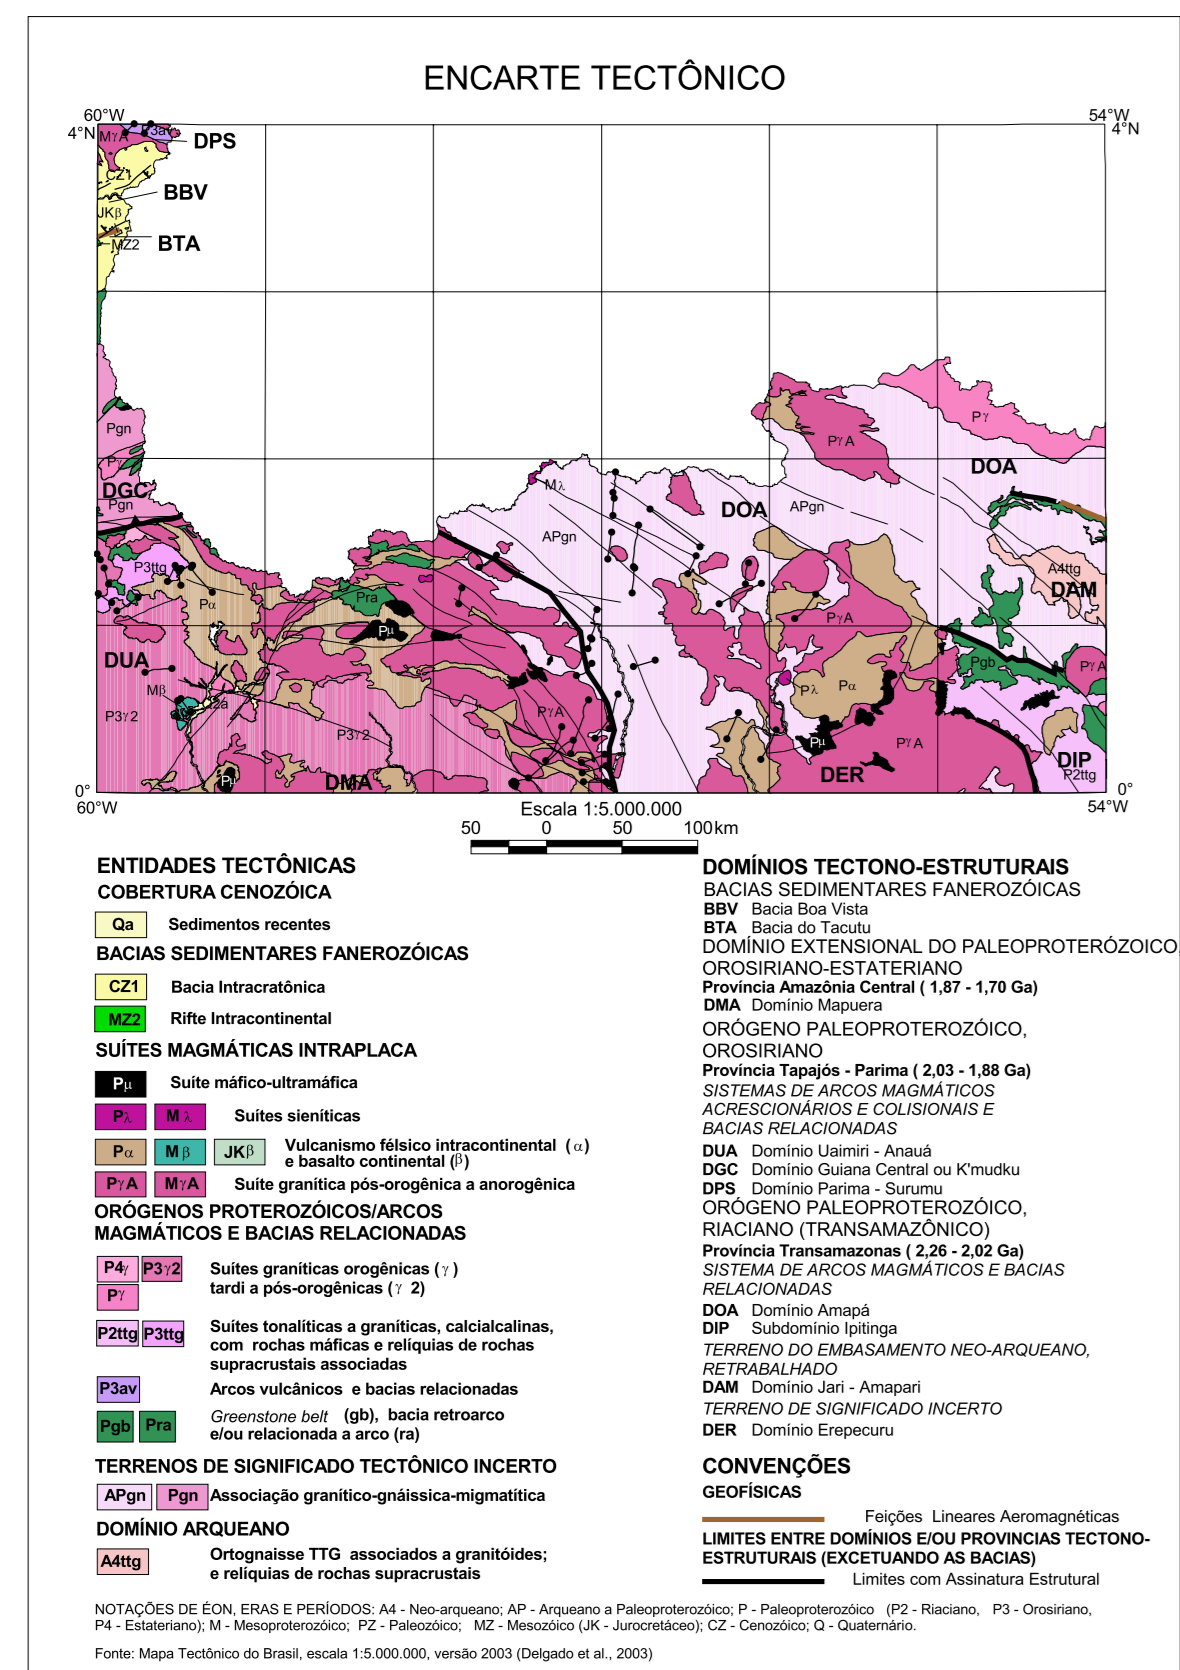 ENCARTE TECTÔNICO
60°W
54°W
4°N
4°N
MγA
P3av
DPS
CZ1
BBV
JKβ
MZ2
BTA
Pgn
Pγ
DGC
Pgn
Pγ
PγA
DOA
Mλ
DOA
APgn
APgn
P3ttg
A4ttg
Pα
Pra
DAM
Pμ
PγA
DUA
Pgb
PγA
Mβ
Pλ
Pα
P3γ2
PγA
P3γ2
Pμ
PγA
DIP
Pμ
DMA
DER
P2ttg
0°
0°
60°W
54°W
Escala 1:5.000.000
50 0 50 100km
ENTIDADES TECTÔNICAS
COBERTURA CENOZÓICA
Qa Sedimentos recentes
BACIAS SEDIMENTARES FANEROZÓICAS
CZ1 Bacia Intracratônica
MZ2 Rifte Intracontinental
SUÍTES MAGMÁTICAS INTRAPLACA
Pμ Suíte máfico-ultramáfica
Pλ Mλ Suítes sieníticas
Pα Mβ JKβ Vulcanismo félsico intracontinental (α)
e basalto continental (β)
PγA MγA Suíte granítica pós-orogênica a anorogênica
ORÓGENOS PROTEROZÓICOS/ARCOS
MAGMÁTICOS E BACIAS RELACIONADAS
P4γ P3γ2 Suítes graníticas orogênicas (γ)
Pγ tardi a pós-orogênicas (γ 2)
P2ttg P3ttg Suítes tonalíticas a graníticas, calcialcalinas,
com rochas máficas e relíquias de rochas
supracrustais associadas
P3av Arcos vulcânicos e bacias relacionadas
Pgb Pra Greenstone belt (gb), bacia retroarco
e/ou relacionada a arco (ra)
TERRENOS DE SIGNIFICADO TECTÔNICO INCERTO
APgn Pgn Associação granítico-gnáissica-migmatítica
DOMÍNIO ARQUEANO
A4ttg Ortognaisse TTG associados a granitóides;
e relíquias de rochas supracrustais
DOMÍNIOS TECTONO-ESTRUTURAIS
BACIAS SEDIMENTARES FANEROZÓICAS
BBV Bacia Boa Vista
BTA Bacia do Tacutu
DOMÍNIO EXTENSIONAL DO PALEOPROTERÓZOICO,
OROSIRIANO-ESTATERIANO
Província Amazônia Central ( 1,87 - 1,70 Ga)
DMA Domínio Mapuera
ORÓGENO PALEOPROTEROZÓICO,
OROSIRIANO
Província Tapajós - Parima ( 2,03 - 1,88 Ga)
SISTEMAS DE ARCOS MAGMÁTICOS
ACRESCIONÁRIOS E COLISIONAIS E
BACIAS RELACIONADAS
DUA Domínio Uaimiri - Anauá
DGC Domínio Guiana Central ou K'mudku
DPS Domínio Parima - Surumu
ORÓGENO PALEOPROTEROZÓICO,
RIACIANO (TRANSAMAZÔNICO)
Província Transamazonas ( 2,26 - 2,02 Ga)
SISTEMA DE ARCOS MAGMÁTICOS E BACIAS
RELACIONADAS
DOA Domínio Amapá
DIP Subdomínio Ipitinga
TERRENO DO EMBASAMENTO NEO-ARQUEANO,
RETRABALHADO
DAM Domínio Jari - Amapari
TERRENO DE SIGNIFICADO INCERTO
DER Domínio Erepecuru
CONVENÇÕES
GEOFÍSICAS
Feições Lineares Aeromagnéticas
LIMITES ENTRE DOMÍNIOS E/OU PROVINCIAS TECTONO-
ESTRUTURAIS (EXCETUANDO AS BACIAS)
Limites com Assinatura Estrutural
NOTAÇÕES DE ÉON, ERAS E PERÍODOS: A4 - Neo-arqueano; AP - Arqueano a Paleoproterozóico; P - Paleoproterozóico (P2 - Riaciano, P3 - Orosiriano,
P4 - Estateriano); M - Mesoproterozóico; PZ - Paleozóico; MZ - Mesozóico (JK - Jurocretáceo); CZ - Cenozóico; Q - Quaternário.
Fonte: Mapa Tectônico do Brasil, escala 1:5.000.000, versão 2003 (Delgado et al., 2003)